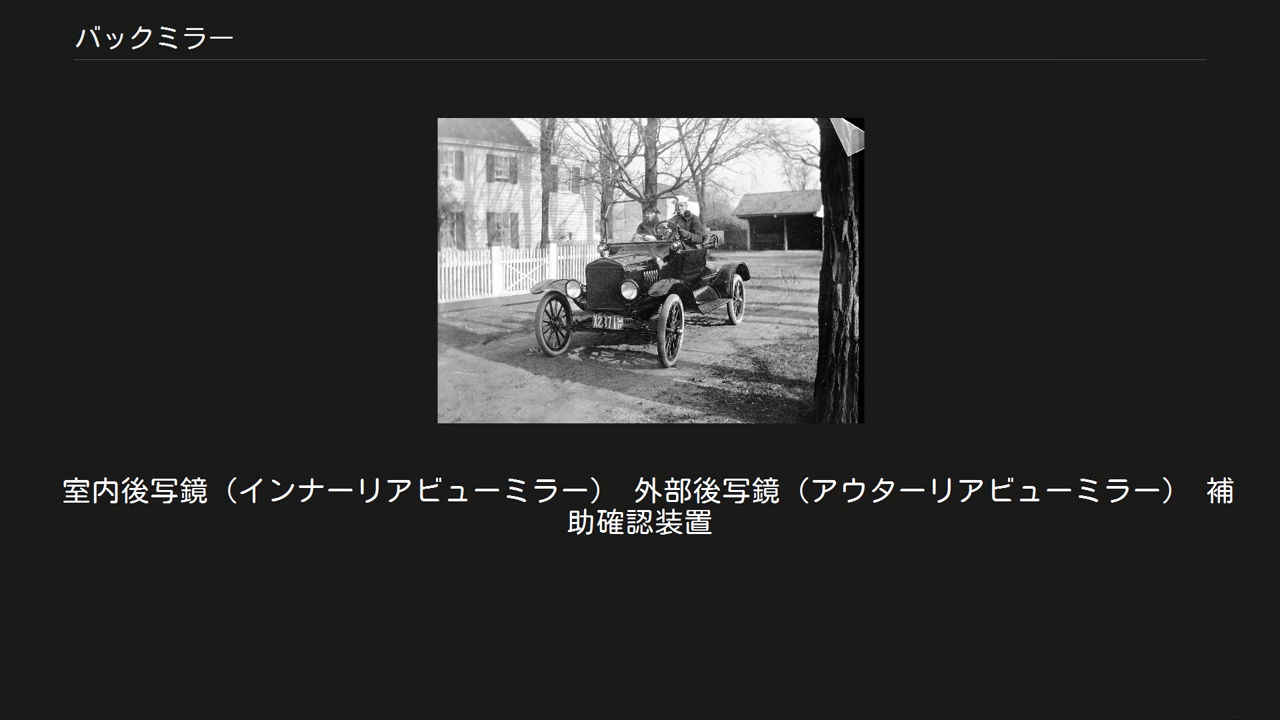 バックミラー
室内後写鏡（インナーリアビューミラー）　外部後写鏡（アウターリアビューミラー）　補
助確認装置